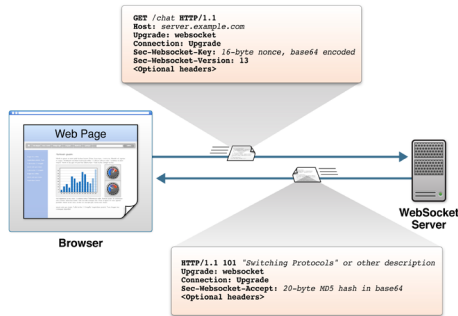 GET /chat HTTP/1.1
Host: server.example.com
Upgrade: websocket
Connection: Upgrade
Sec-Websocket-Key: 16-byte nonce, base64 encoded
Sec-Websocket-Version: 13
<Optional headers>
Web Page
Browser
WebSocket
Server
HTTP/1.1 101 "Switching Protocols" or other description
Upgrade: websocket
Connection: Upgrade
Sec-Websocket-Accept: 20-byte MD5 hash in base64
<Optional headers>